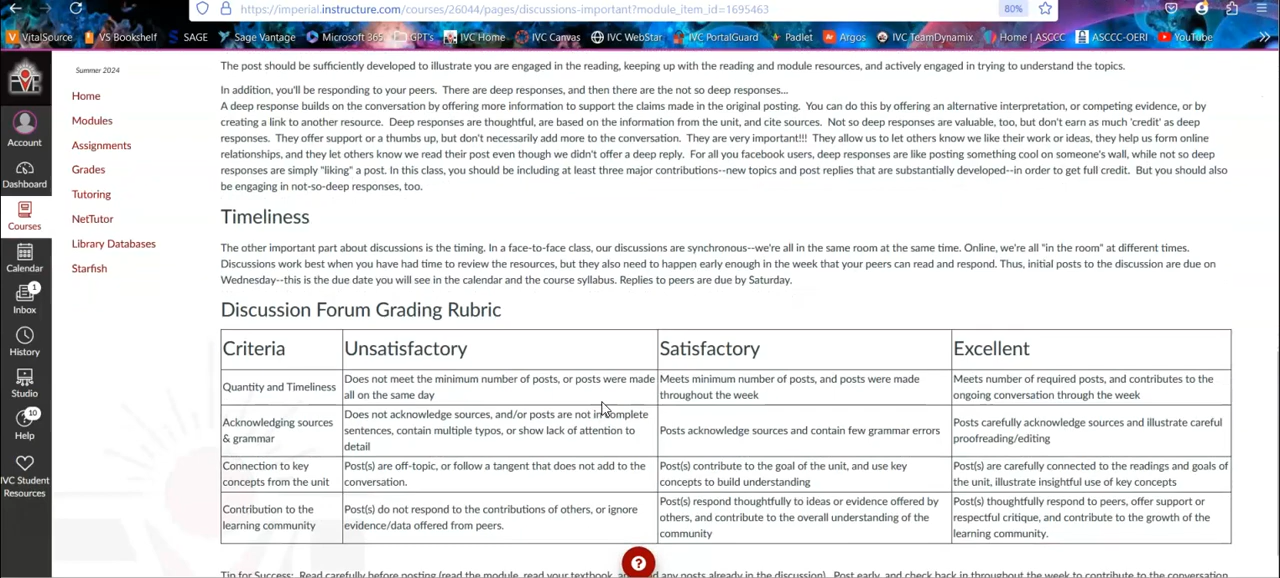 https://imperial.instructure.com/courses/26044/pages/discussions-important?module_item_id=1695463
80%
VitalSource
VS Bookshelf
SAGE
Sage Vantage
Microsoft 365
GPT's
IVC Home
IVC Canvas
IVC WebStar
IVC PortalGuard
Padlet
Argos
IVC TeamDynamix
Home | ASCCC
ASCCC-OERI
YouTube
Account
Dashboard
Courses
Calendar
1
Inbox
History
Studio
10
Help
IVC Student
Resources
Summer 2024
Home
Modules
Assignments
Grades
Tutoring
NetTutor
Library Databases
Starfish
The post should be sufficiently developed to illustrate you are engaged in the reading, keeping up with the reading and module resources, and actively engaged in trying to understand the topics.
In addition, you'll be responding to your peers. There are deep responses, and then there are the not so deep responses...
A deep response builds on the conversation by offering more information to support the claims made in the original posting. You can do this by offering an alternative interpretation, or competing evidence, or by
creating a link to another resource. Deep responses are thoughtful, are based on the information from the unit, and cite sources. Not so deep responses are valuable, too, but don't earn as much 'credit' as deep
responses. They offer support or a thumbs up, but don't necessarily add more to the conversation. They are very important!!! They allow us to let others know we like their work or ideas, they help us form online
relationships, and they let others know we read their post even though we didn't offer a deep reply. For all you facebook users, deep responses are like posting something cool on someone's wall, while not so deep
responses are simply "liking" a post. In this class, you should be including at least three major contributions--new topics and post replies that are substantially developed--in order to get full credit. But you should also
be engaging in not-so-deep responses, too.
Timeliness
The other important part about discussions is the timing. In a face-to-face class, our discussions are synchronous--we're all in the same room at the same time. Online, we're all "in the room" at different times.
Discussions work best when you have had time to review the resources, but they also need to happen early enough in the week that your peers can read and respond. Thus, initial posts to the discussion are due on
Wednesday--this is the due date you will see in the calendar and the course syllabus. Replies to peers are due by Saturday.
Discussion Forum Grading Rubric
Criteria
Unsatisfactory
Satisfactory
Excellent
Quantity and Timeliness
Does not meet the minimum number of posts, or posts were made
all on the same day
Meets minimum number of posts, and posts were made
throughout the week
Meets number of required posts, and contributes to the
ongoing conversation through the week
Acknowledging sources
& grammar
Does not acknowledge sources, and/or posts are not in complete
sentences, contain multiple typos, or show lack of attention to
detail
Posts acknowledge sources and contain few grammar errors
Posts carefully acknowledge sources and illustrate careful
proofreading/editing
Connection to key
concepts from the unit
Post(s) are off-topic, or follow a tangent that does not add to the
conversation.
Post(s) contribute to the goal of the unit, and use key
concepts to build understanding
Post(s) are carefully connected to the readings and goals of
the unit, illustrate insightful use of key concepts
Contribution to the
learning community
Post(s) do not respond to the contributions of others, or ignore
evidence/data offered from peers.
Post(s) respond thoughtfully to ideas or evidence offered by
others, and contribute to the overall understanding of the
community
Post(s) thoughtfully respond to peers, offer support or
respectful critique, and contribute to the growth of the
learning community.
Tip for Success: Read carefully before posting (read the module, read your textbook, any posts already in the discussion). Post early, and check back in throughout the week to contribute to the conversation